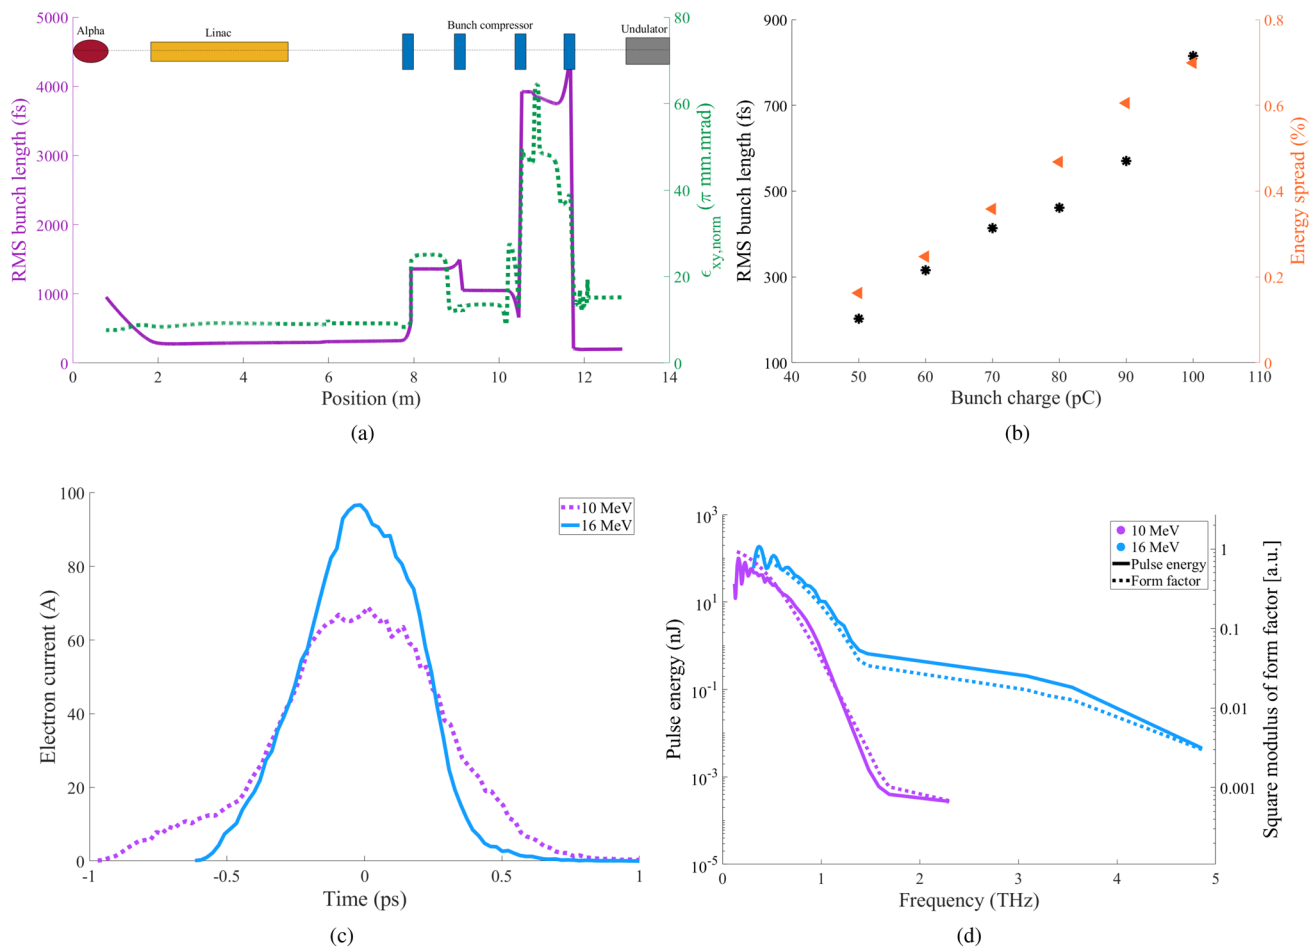 Alpha
Linac
Bunch compressor
Undulator
5000
4000
3000
2000
1000
0
RMS bunch length (fs)
80
60
40
20
0
ϵxy,norm (π mm.mrad)
0 2 4 6 8 10 12 14
Position (m)
(a)
900
700
500
300
100
RMS bunch length (fs)
0.8
0.6
0.4
0.2
0
Energy spread (%)
40 50 60 70 80 90 100 110
Bunch charge (pC)
(b)
100
80
60
40
20
0
Electron current (A)
10 MeV
16 MeV
-1 -0.5 0 0.5 1
Time (ps)
(c)
10³
10¹
10⁻¹
10⁻³
10⁻⁵
Pulse energy (nJ)
10 MeV
16 MeV
Pulse energy
Form factor
1
0.1
0.01
0.001
Square modulus of form factor [a.u.]
0 1 2 3 4 5
Frequency (THz)
(d)